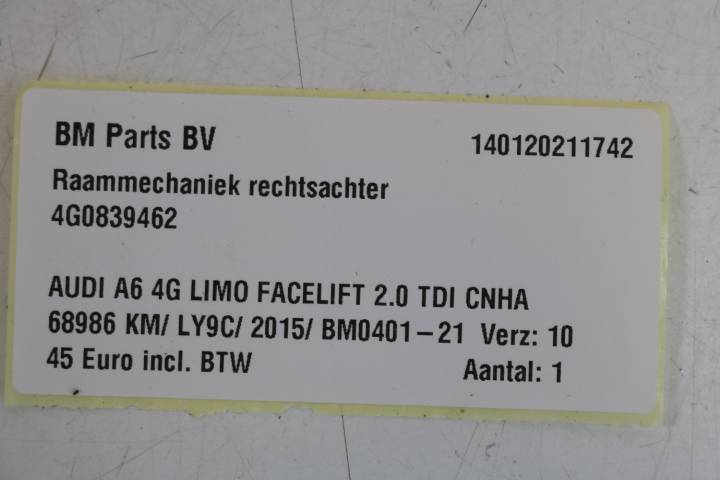 BM Parts BV 140120211742
Raammechaniek rechtsachter
4G0839462
AUDI A6 4G LIMO FACELIFT 2.0 TDI CNHA
68986 KM/ LY9C/ 2015/ BM0401-21 Verz: 10
45 Euro incl. BTW Aantal: 1